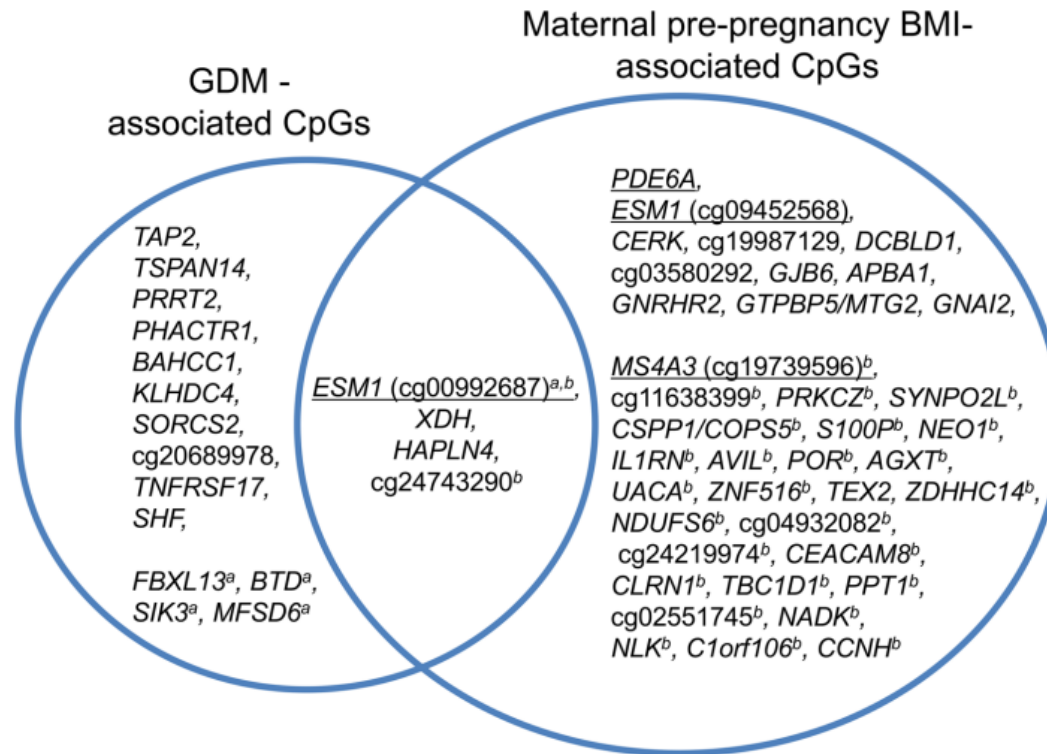 GDM -
associated CpGs
TAP2,
TSPAN14,
PRRT2,
PHACTR1,
BAHCC1,
KLHDC4,
SORCS2,
cg20689978,
TNFRSF17,
SHF,
FBXL13ᵃ, BTDᵃ,
SIK3ᵃ, MFSD6ᵃ
ESM1 (cg00992687)ᵃ,ᵇ,
XDH,
HAPLN4,
cg24743290ᵇ
Maternal pre-pregnancy BMI-
associated CpGs
PDE6A,
ESM1 (cg09452568),
CERK, cg19987129, DCBLD1,
cg03580292, GJB6, APBA1,
GNRHR2, GTPBP5/MTG2, GNAI2,
MS4A3 (cg19739596)ᵇ,
cg11638399ᵇ, PRKCZᵇ, SYNPO2Lᵇ,
CSPP1/COPS5ᵇ, S100Pᵇ, NEO1ᵇ,
IL1RNᵇ, AVILᵇ, PORᵇ, AGXTᵇ,
UACAᵇ, ZNF516ᵇ, TEX2, ZDHHC14ᵇ,
NDUFS6ᵇ, cg04932082ᵇ,
cg24219974ᵇ, CEACAM8ᵇ,
CLRN1ᵇ, TBC1D1ᵇ, PPT1ᵇ,
cg02551745ᵇ, NADKᵇ,
NLKᵇ, C1orf106ᵇ, CCNHᵇ